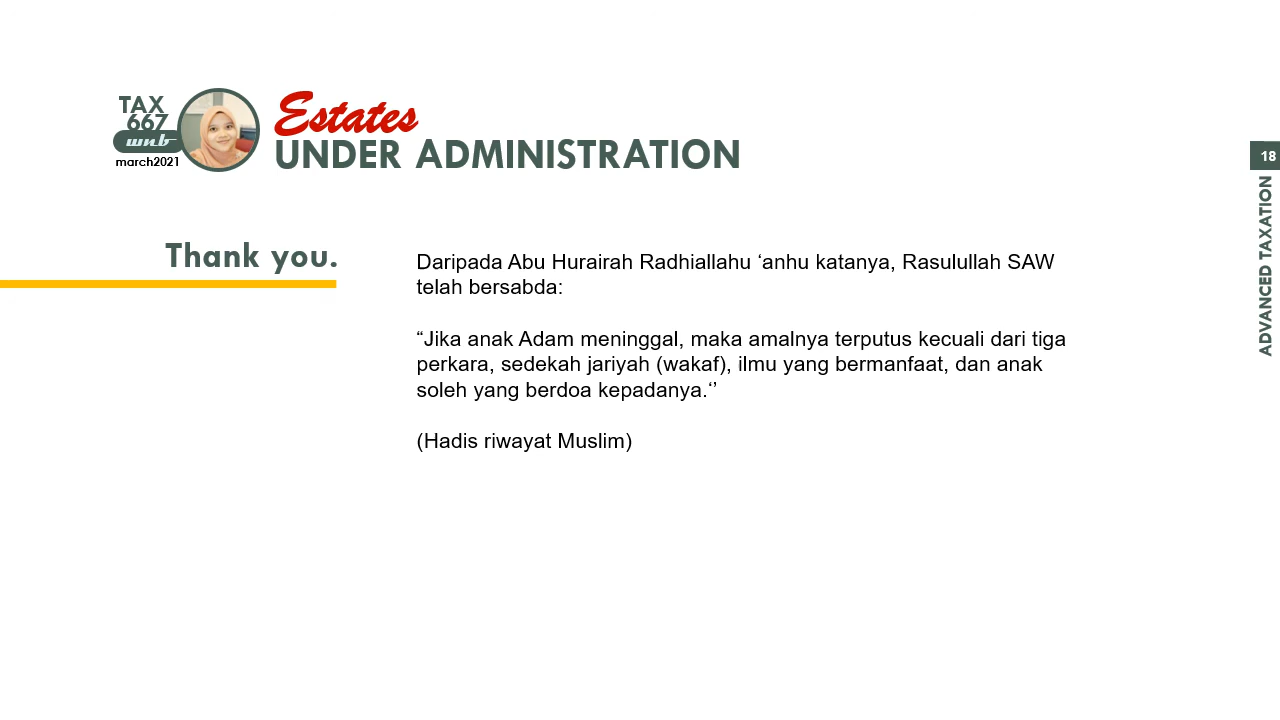 TAX
667
wnb
march2021
Estates
UNDER ADMINISTRATION
18
ADVANCED TAXATION
Thank you.
Daripada Abu Hurairah Radhiallahu ‘anhu katanya, Rasulullah SAW
telah bersabda:
“Jika anak Adam meninggal, maka amalnya terputus kecuali dari tiga
perkara, sedekah jariyah (wakaf), ilmu yang bermanfaat, dan anak
soleh yang berdoa kepadanya.‘’
(Hadis riwayat Muslim)